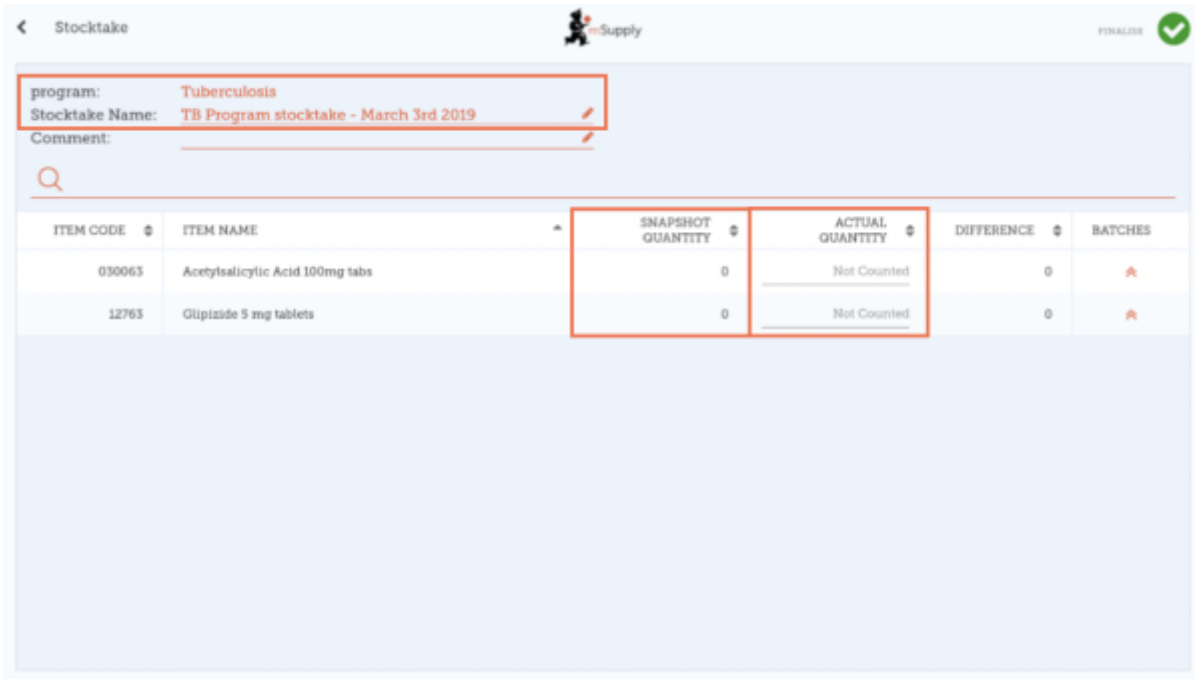 Stocktake
mSupply
FINALISE
program: Tuberculosis
Stocktake Name: TB Program stocktake - March 3rd 2019
Comment:
ITEM CODE ITEM NAME SNAPSHOT QUANTITY ACTUAL QUANTITY DIFFERENCE BATCHES
030063 Acetylsalicylic Acid 100mg tabs 0 Not Counted 0
12763 Glipizide 5 mg tablets 0 Not Counted 0